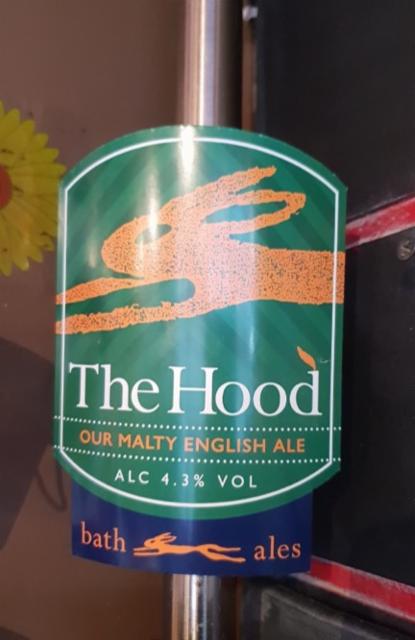 The Hood
OUR MALTY ENGLISH ALE
ALC 4.3% VOL
bath ales